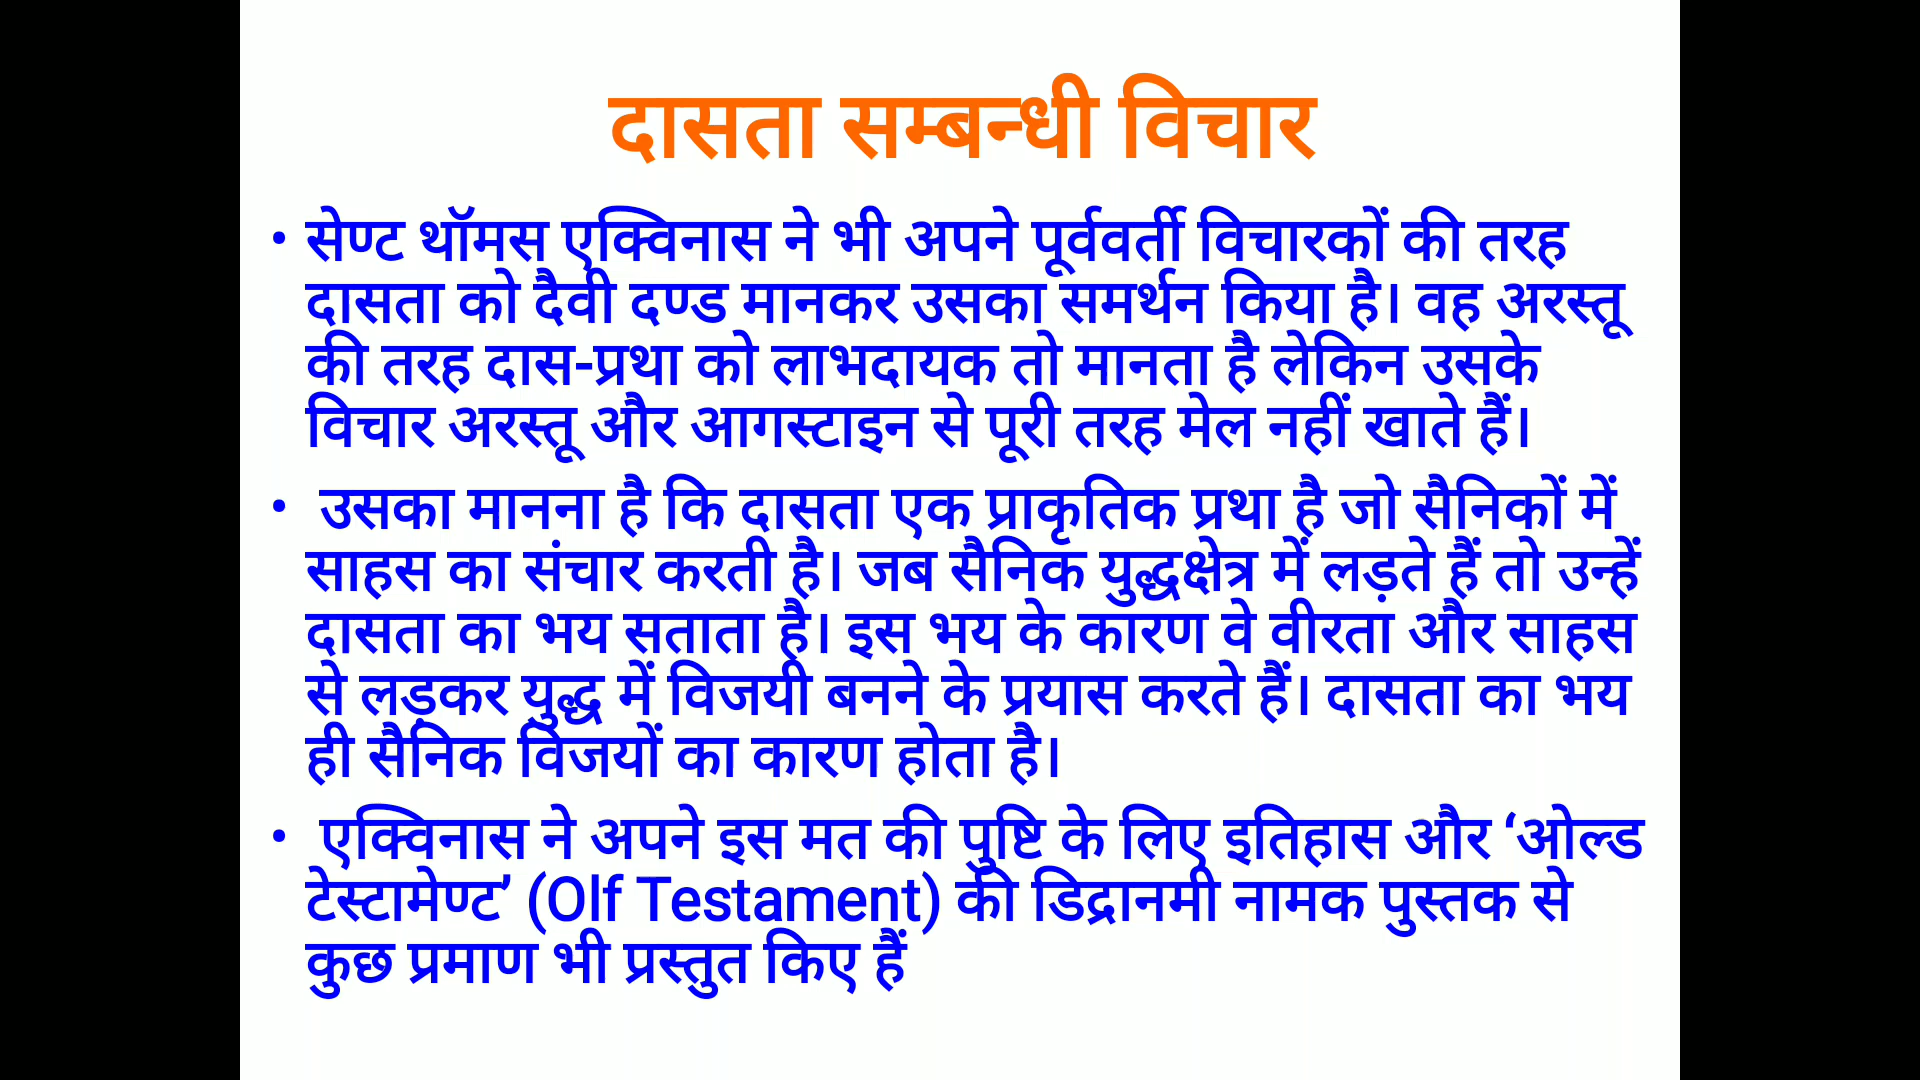 दासता सम्बन्धी विचार
• सेण्ट थॉमस एक्विनास ने भी अपने पूर्ववर्ती विचारकों की तरह
दासता को दैवी दण्ड मानकर उसका समर्थन किया है। वह अरस्तू
की तरह दास-प्रथा को लाभदायक तो मानता है लेकिन उसके
विचार अरस्तू और आगस्टाइन से पूरी तरह मेल नहीं खाते हैं।
• उसका मानना है कि दासता एक प्राकृतिक प्रथा है जो सैनिकों में
साहस का संचार करती है। जब सैनिक युद्धक्षेत्र में लड़ते हैं तो उन्हें
दासता का भय सताता है। इस भय के कारण वे वीरता और साहस
से लड़कर युद्ध में विजयी बनने के प्रयास करते हैं। दासता का भय
ही सैनिक विजयों का कारण होता है।
• एक्विनास ने अपने इस मत की पुष्टि के लिए इतिहास और ‘ओल्ड
टेस्टामेण्ट’ (Olf Testament) की डिद्रानमी नामक पुस्तक से
कुछ प्रमाण भी प्रस्तुत किए हैं